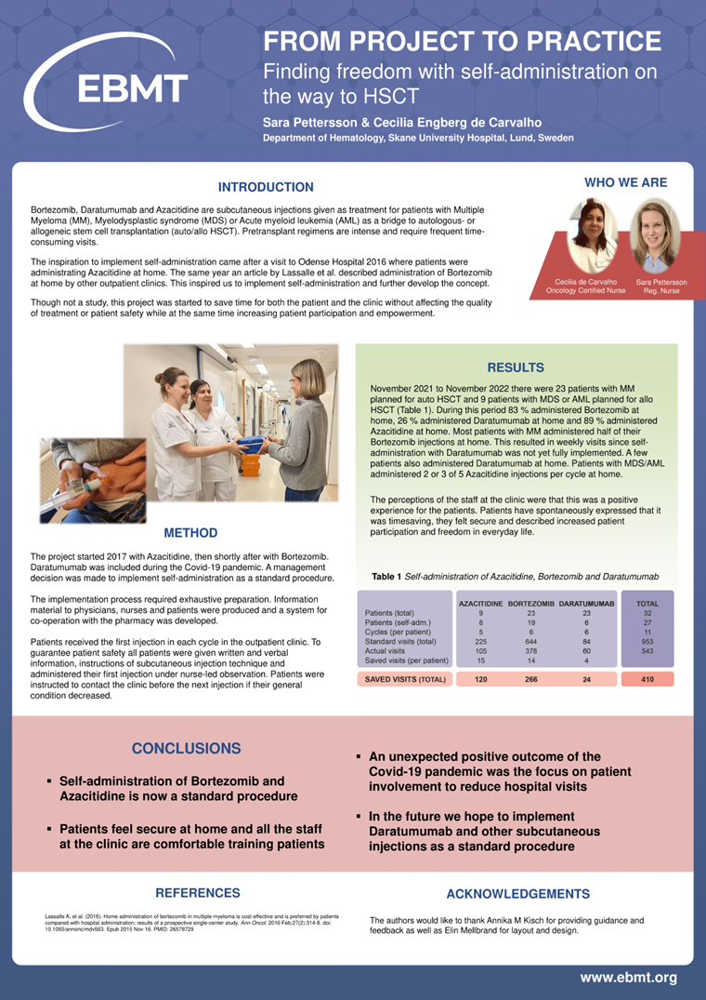 EBMT
FROM PROJECT TO PRACTICE
Finding freedom with self-administration on
the way to HSCT
Sara Pettersson & Cecilia Engberg de Carvalho
Department of Hematology, Skane University Hospital, Lund, Sweden
INTRODUCTION
Bortezomib, Daratumumab and Azacitidine are subcutaneous injections given as treatment for patients with Multiple
Myeloma (MM), Myelodysplastic syndrome (MDS) or Acute myeloid leukemia (AML) as a bridge to autologous- or
allogeneic stem cell transplantation (auto/allo HSCT). Pretransplant regimens are intense and require frequent time-
consuming visits.
The inspiration to implement self-administration came after a visit to Odense Hospital 2016 where patients were
administrating Azacitidine at home. The same year an article by Lassalle et al. described administration of Bortezomib
at home by other outpatient clinics. This inspired us to implement self-administration and further develop the concept.
Though not a study, this project was started to save time for both the patient and the clinic without affecting the quality
of treatment or patient safety while at the same time increasing patient participation and empowerment.
WHO WE ARE
Cecilia de Carvalho
Oncology Certified Nurse
Sara Pettersson
Reg. Nurse
METHOD
The project started 2017 with Azacitidine, then shortly after with Bortezomib.
Daratumumab was included during the Covid-19 pandemic. A management
decision was made to implement self-administration as a standard procedure.
The implementation process required exhaustive preparation. Information
material to physicians, nurses and patients were produced and a system for
co-operation with the pharmacy was developed.
Patients received the first injection in each cycle in the outpatient clinic. To
guarantee patient safety all patients were given written and verbal
information, instructions of subcutaneous injection technique and
administered their first injection under nurse-led observation. Patients were
instructed to contact the clinic before the next injection if their general
condition decreased.
RESULTS
November 2021 to November 2022 there were 23 patients with MM
planned for auto HSCT and 9 patients with MDS or AML planned for allo
HSCT (Table 1). During this period 83 % administered Bortezomib at
home, 26 % administered Daratumumab at home and 89 % administered
Azacitidine at home. Most patients with MM administered half of their
Bortezomib injections at home. This resulted in weekly visits since self-
administration with Daratumumab was not yet fully implemented. A few
patients also administered Daratumumab at home. Patients with MDS/AML
administered 2 or 3 of 5 Azacitidine injections per cycle at home.
The perceptions of the staff at the clinic were that this was a positive
experience for the patients. Patients have spontaneously expressed that it
was timesaving, they felt secure and described increased patient
participation and freedom in everyday life.
Table 1 Self-administration of Azacitidine, Bortezomib and Daratumumab
AZACITIDINE BORTEZOMIB DARATUMUMAB TOTAL
Patients (total) 9 23 23 32
Patients (self-adm.) 8 19 6 27
Cycles (per patient) 5 6 6 11
Standard visits (total) 225 644 84 953
Actual visits 105 378 60 543
Saved visits (per patient) 15 14 4
SAVED VISITS (TOTAL) 120 266 24 410
CONCLUSIONS
▪ Self-administration of Bortezomib and
Azacitidine is now a standard procedure
▪ Patients feel secure at home and all the staff
at the clinic are comfortable training patients
▪ An unexpected positive outcome of the
Covid-19 pandemic was the focus on patient
involvement to reduce hospital visits
▪ In the future we hope to implement
Daratumumab and other subcutaneous
injections as a standard procedure
REFERENCES
Lassalle A, et al. (2016). Home administration of bortezomib in multiple myeloma is cost-effective and is preferred by patients
compared with hospital administration: results of a prospective single-center study. Ann Oncol. 2016 Feb;27(2):314-8. doi:
10.1093/annonc/mdv563. Epub 2015 Nov 16. PMID: 26578729
ACKNOWLEDGEMENTS
The authors would like to thank Annika M Kisch for providing guidance and
feedback as well as Elin Mellbrand for layout and design.
www.ebmt.org